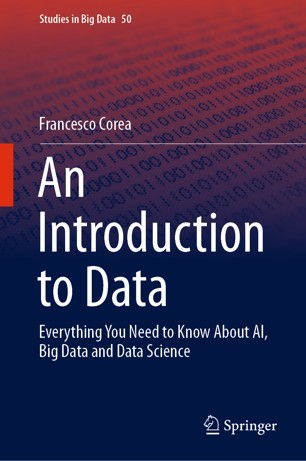 Studies in Big Data 50
Francesco Corea
An
Introduction
to Data
Everything You Need to Know About AI,
Big Data and Data Science
Springer